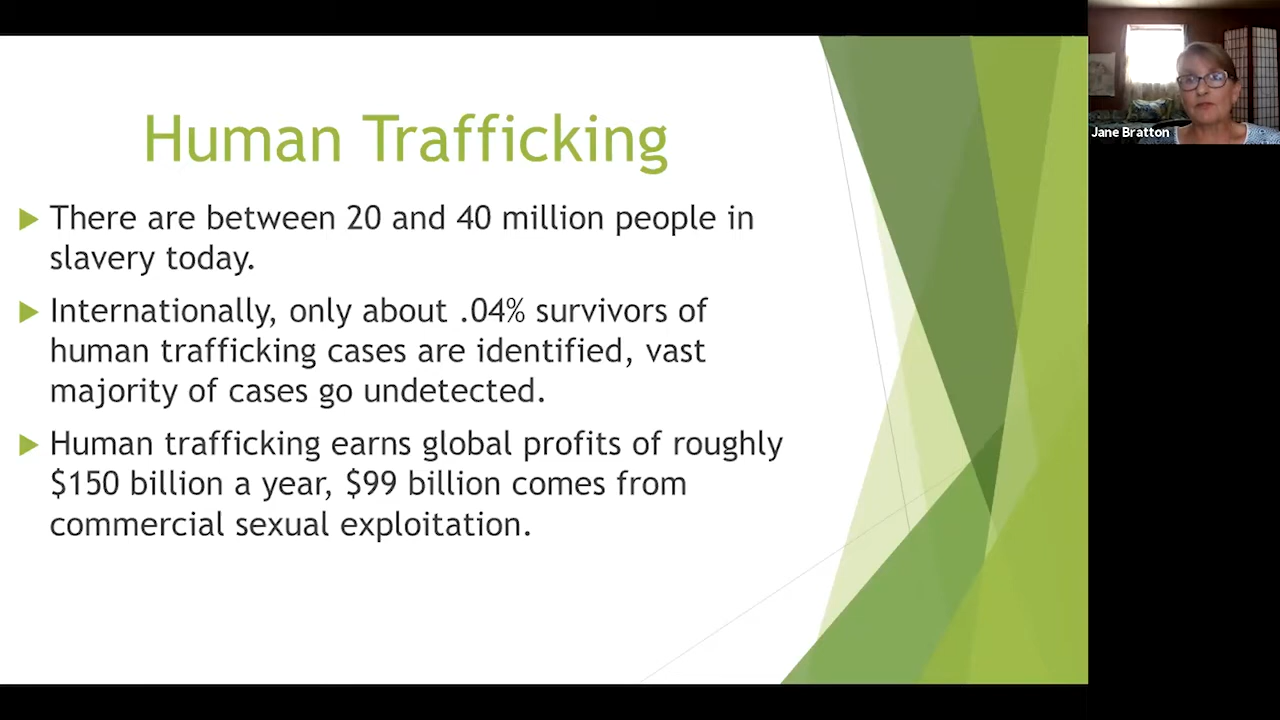 Human Trafficking
There are between 20 and 40 million people in
slavery today.
Internationally, only about .04% survivors of
human trafficking cases are identified, vast
majority of cases go undetected.
Human trafficking earns global profits of roughly
$150 billion a year, $99 billion comes from
commercial sexual exploitation.
Jane Bratton